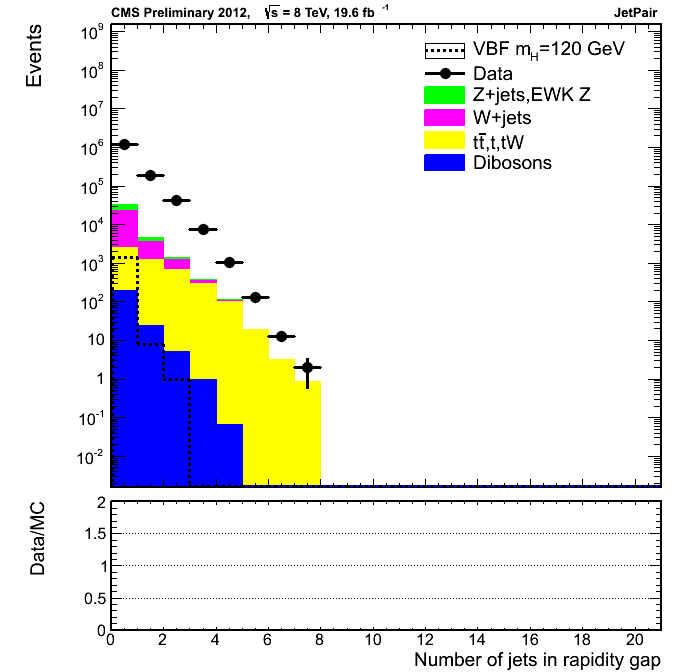 CMS Preliminary 2012, √s = 8 TeV, 19.6 fb⁻¹ JetPair
Events
10⁹
10⁸
10⁷
10⁶
10⁵
10⁴
10³
10²
10
1
10⁻¹
10⁻²
VBF m_H=120 GeV
Data
Z+jets,EWK Z
W+jets
tt̄,t,tW
Dibosons
Data/MC
2
1.5
1
0.5
0
0 2 4 6 8 10 12 14 16 18 20
Number of jets in rapidity gap